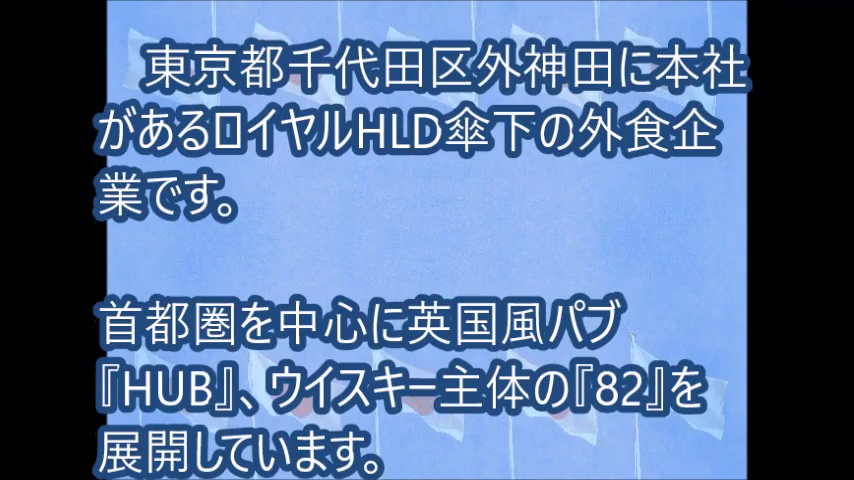 東京都千代田区外神田に本社
があるロイヤルHLD傘下の外食企
業です。
首都圏を中心に英国風パブ
『HUB』、ウイスキー主体の『82』を
展開しています。